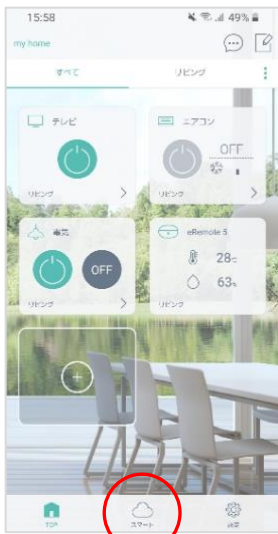 15:58 49%
my home
すべて リビング
テレビ
リビング
エアコン
OFF
リビング
電気
OFF
リビング
eRemote 5
28℃
63%
リビング
TOP スマート 設定